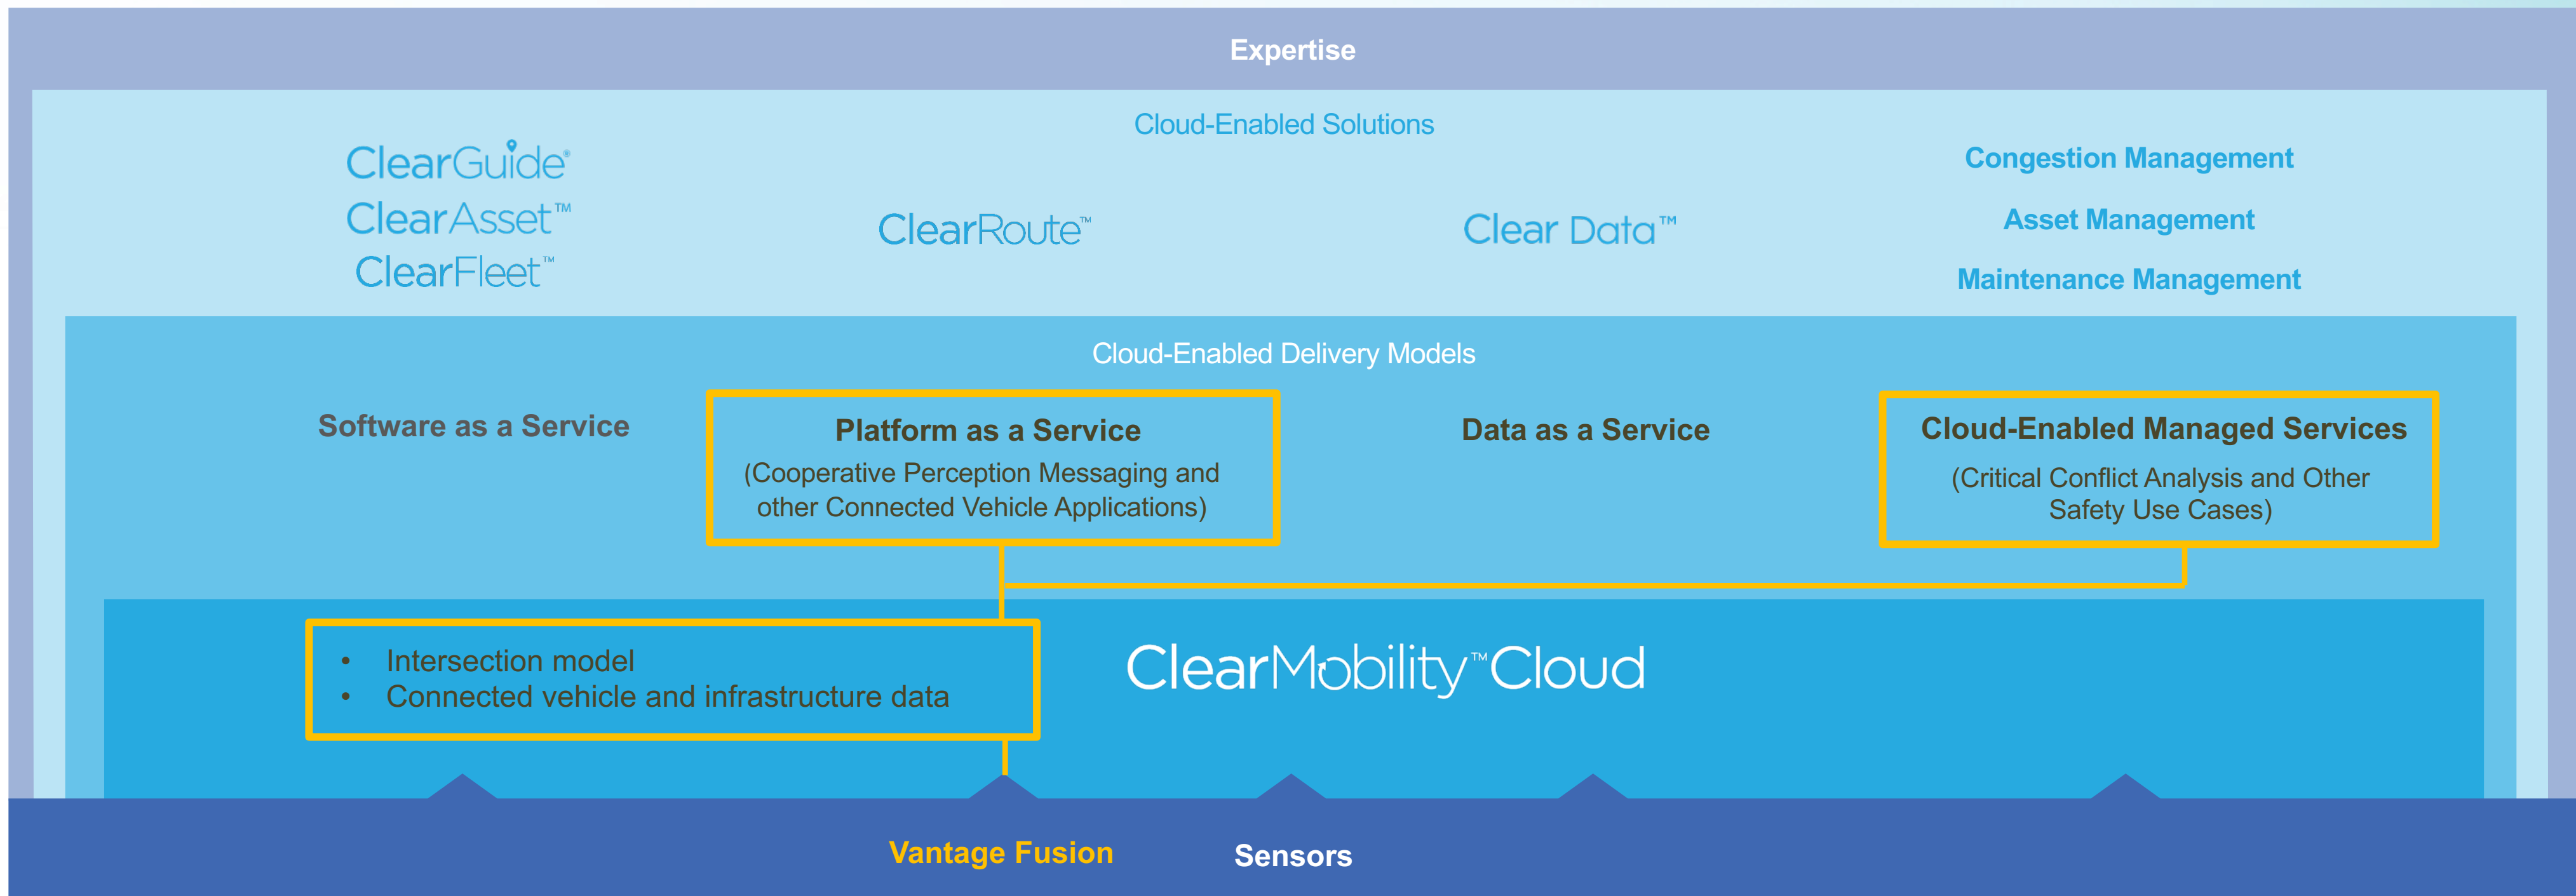 Expertise
Cloud-Enabled Solutions
ClearGuide®
ClearAsset™
ClearFleet™
ClearRoute™
Clear Data™
Congestion Management
Asset Management
Maintenance Management
Cloud-Enabled Delivery Models
Software as a Service
Platform as a Service
(Cooperative Perception Messaging and
other Connected Vehicle Applications)
Data as a Service
Cloud-Enabled Managed Services
(Critical Conflict Analysis and Other
Safety Use Cases)
• Intersection model
• Connected vehicle and infrastructure data
ClearMobility™Cloud
Vantage Fusion
Sensors